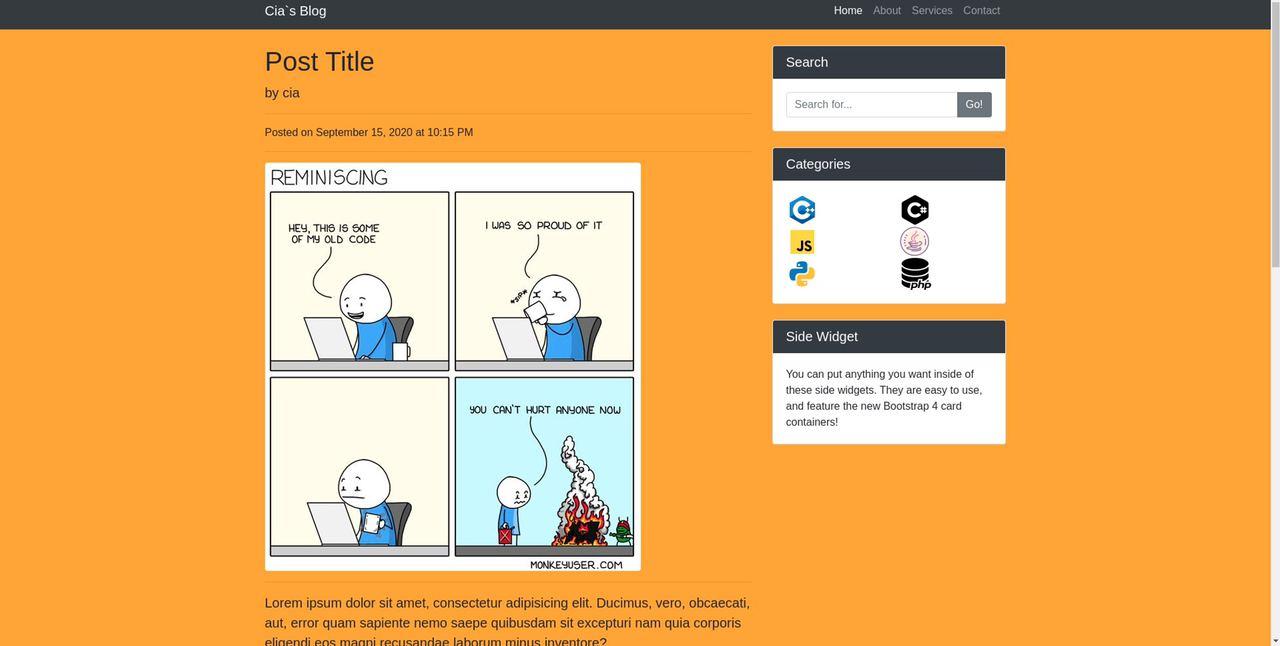 Cia`s Blog
Home About Services Contact
Post Title
by cia
Posted on September 15, 2020 at 10:15 PM
REMINISCING
HEY, THIS IS SOME
OF MY OLD CODE
I WAS SO PROUD OF IT
*SIP*
YOU CAN'T HURT ANYONE NOW
MONKEYUSER.COM
Lorem ipsum dolor sit amet, consectetur adipisicing elit. Ducimus, vero, obcaecati,
aut, error quam sapiente nemo saepe quibusdam sit excepturi nam quia corporis
eligendi eos magni recusandae laborum minus inventore?
Search
Search for... Go!
Categories
C++
C#
JS
php
Side Widget
You can put anything you want inside of
these side widgets. They are easy to use,
and feature the new Bootstrap 4 card
containers!